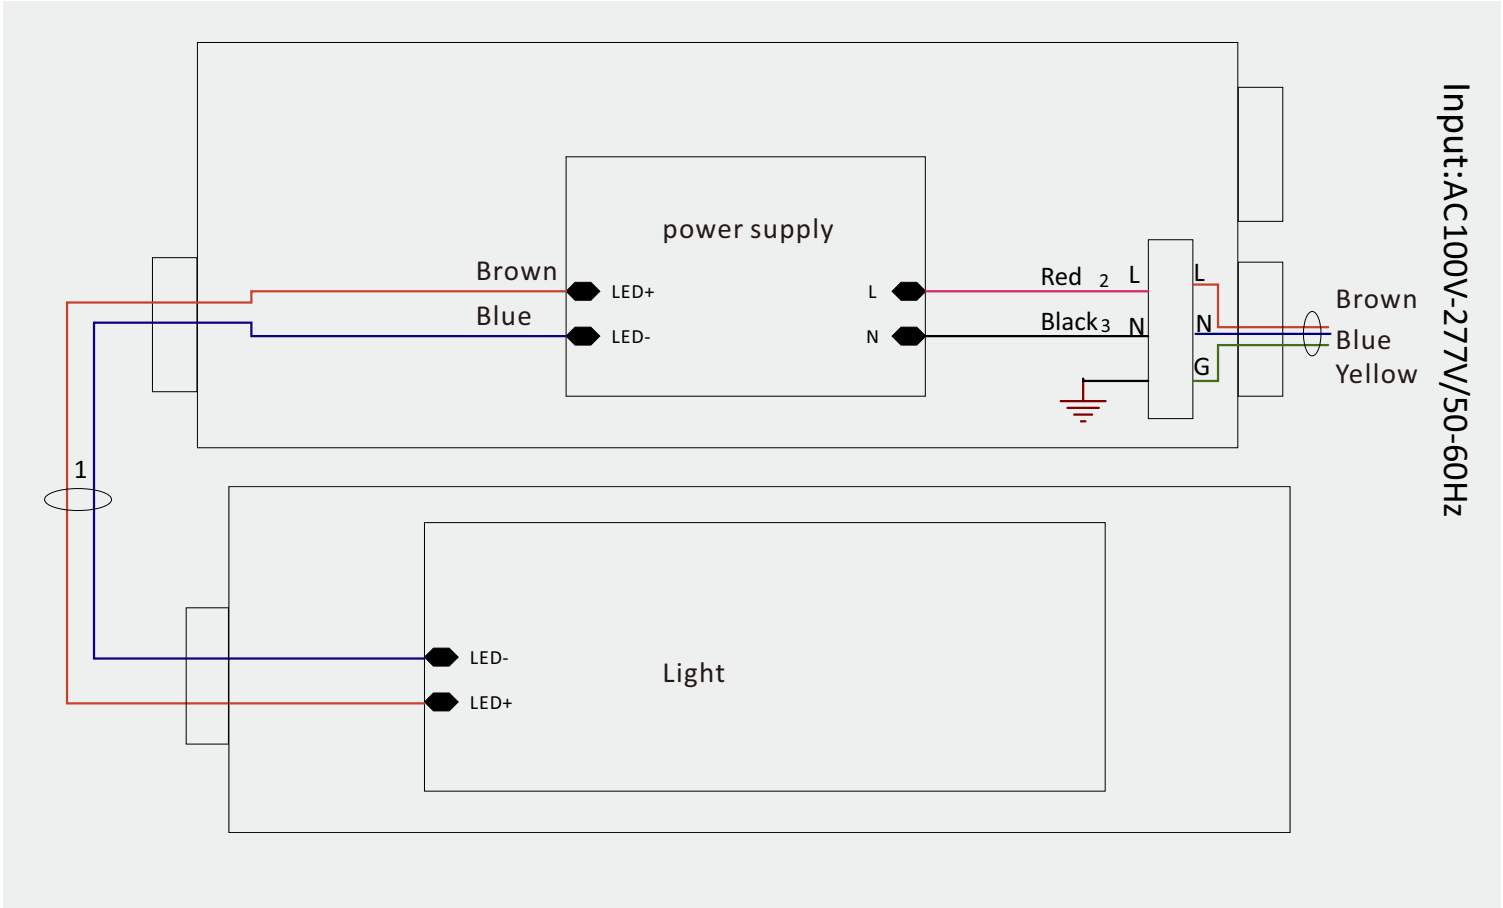 power supply
Brown
LED+
L
Red 2 L
L
Blue
LED-
N
Black 3 N
N
G
Brown
Blue
Yellow
Input:AC100V-277V/50-60Hz
1
LED-
Light
LED+